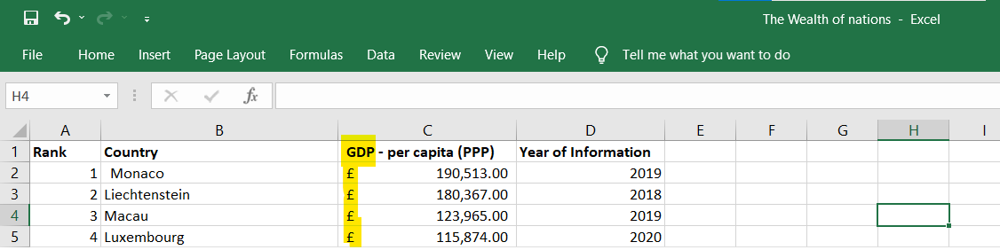 The Wealth of nations - Excel
File Home Insert Page Layout Formulas Data Review View Help Tell me what you want to do
H4 fx
A B C D E F G H I
1 Rank Country GDP - per capita (PPP) Year of Information
2 1 Monaco £ 190,513.00 2019
3 2 Liechtenstein £ 180,367.00 2018
4 3 Macau £ 123,965.00 2019
5 4 Luxembourg £ 115,874.00 2020